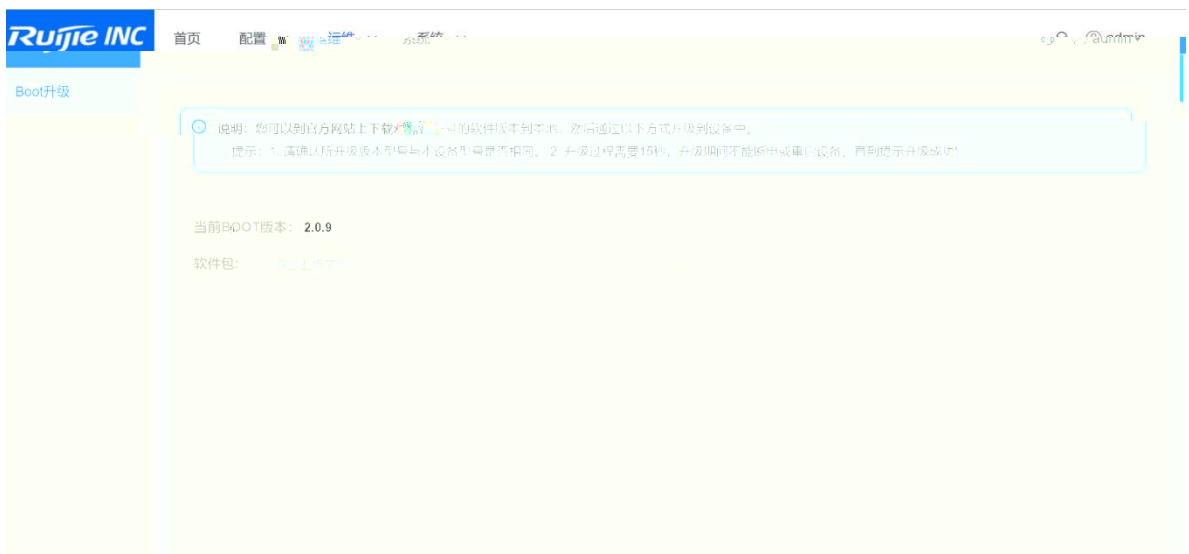 Ruijie INC 首页 配置 运维 系统 admin
Boot升级
说明：您可以到官方网站上下载 的软件版本到本地，然后通过以下方式升级到设备中。
提示：1. 请确认所升级版本型号与本设备型号是否相同。 2. 升级过程需要15秒，升级期间不能断电或重启设备，直到提示升级成功！
当前BOOT版本： 2.0.9
软件包：